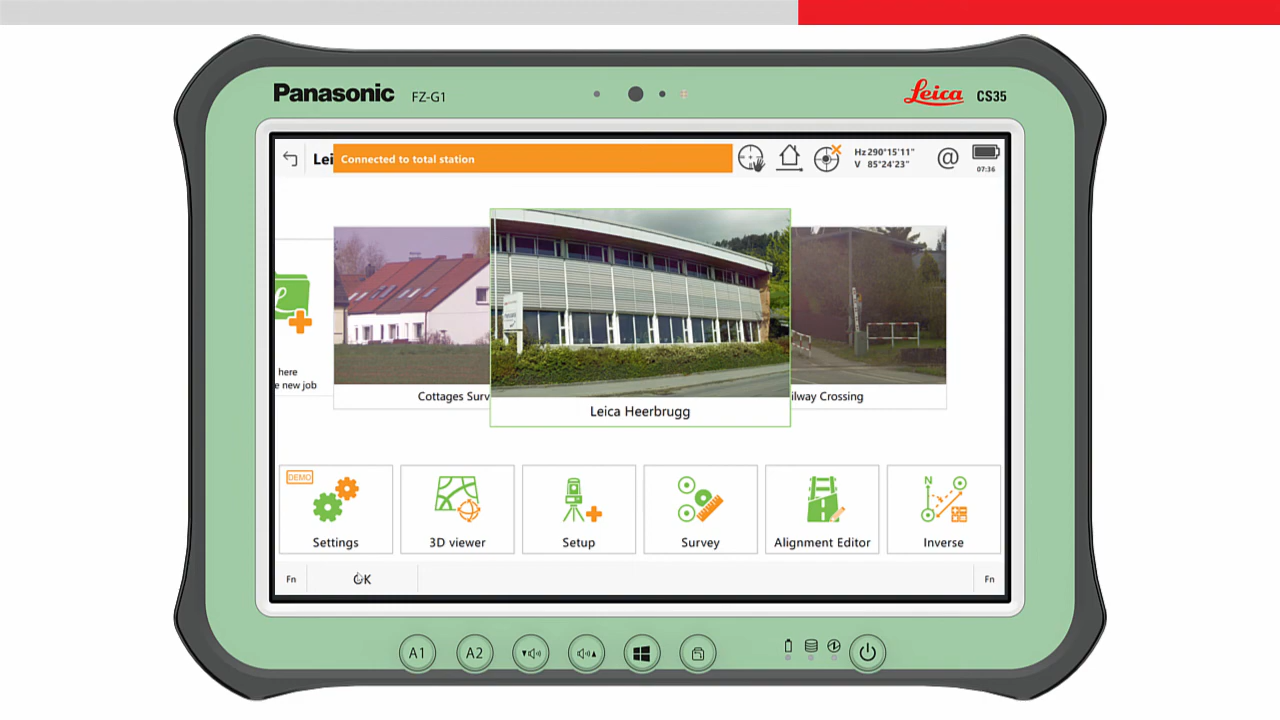 Panasonic FZ-G1
Leica CS35
Lei
Connected to total station
Hz 290°15'11"
V 85°24'23"
@
07:36
here
e new job
Cottages Surv
Leica Heerbrugg
ilway Crossing
DEMO
N
Settings
3D viewer
Setup
Survey
Alignment Editor
Inverse
Fn
OK
Fn
A1
A2